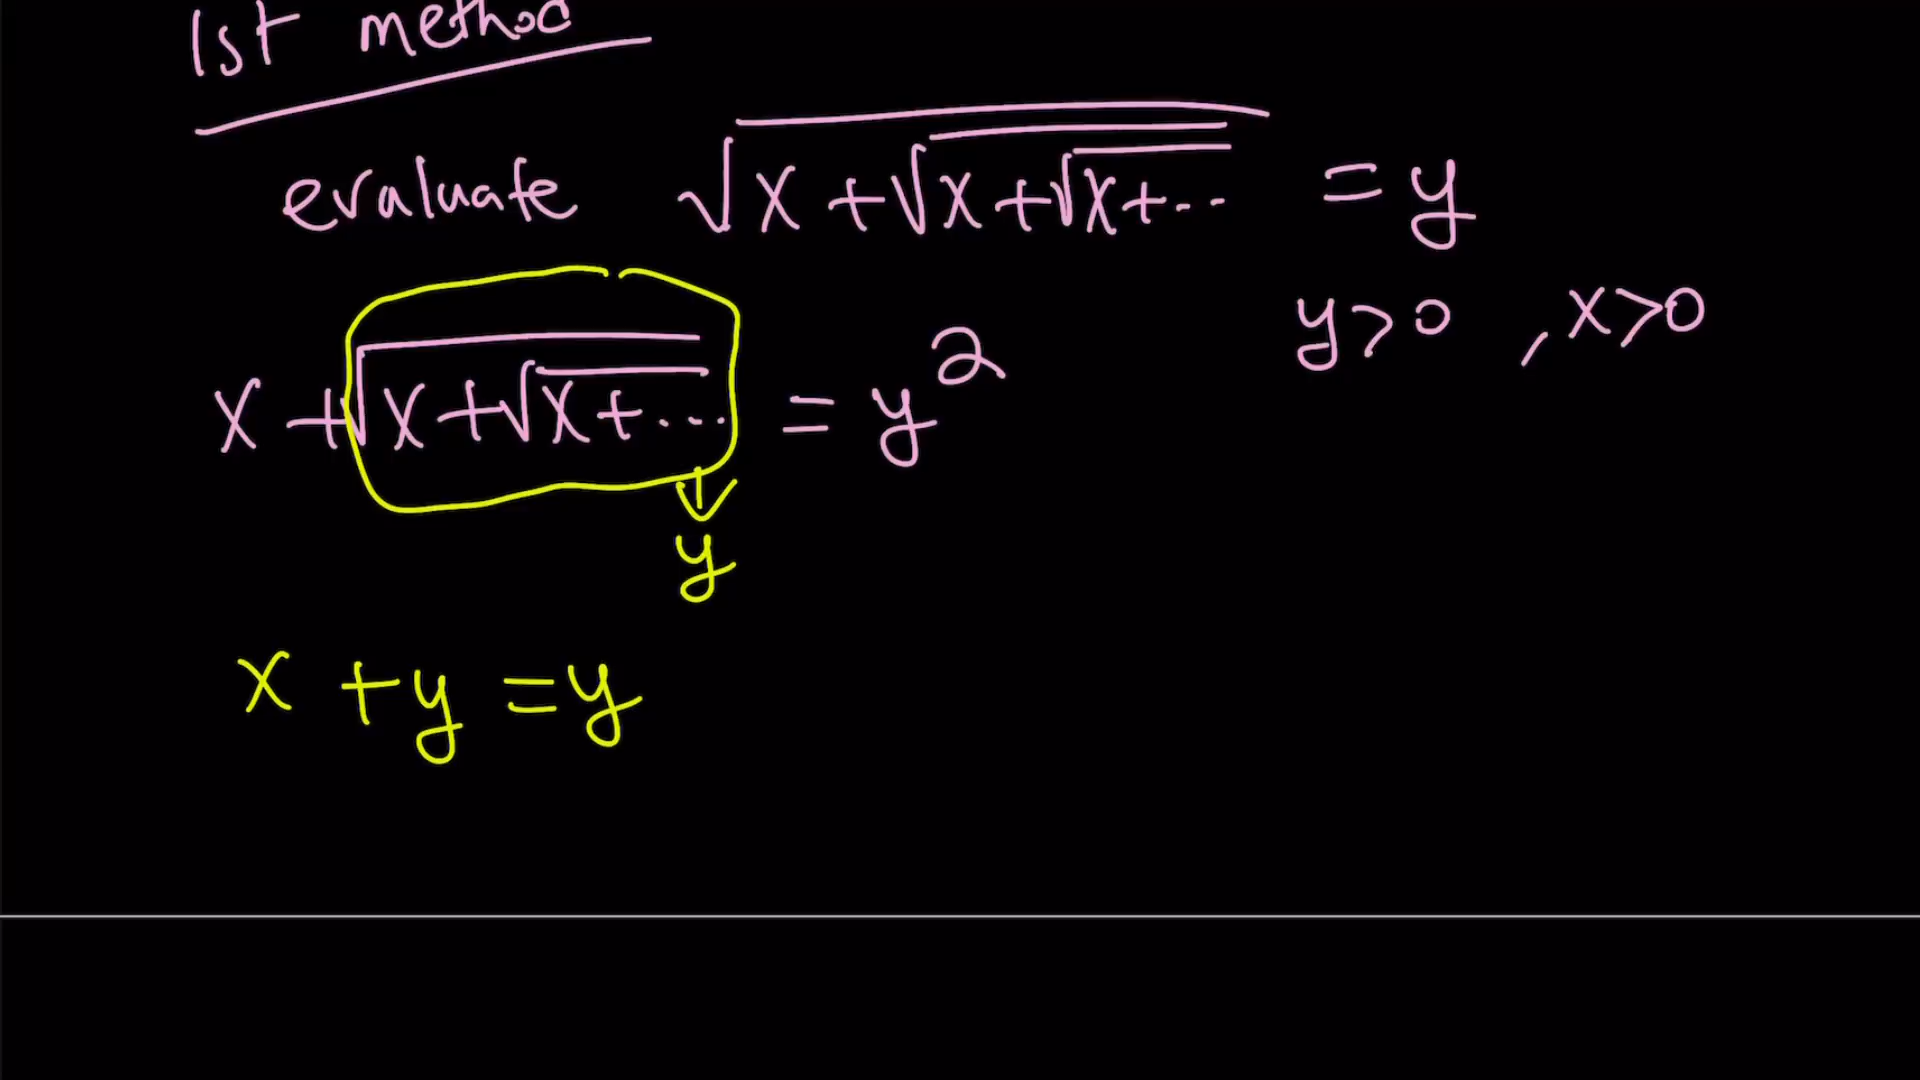 1st method
evaluate √(x+√(x+√(x+...))) = y
y>0 , x>0
x+√(x+√(x+...)) = y²
y
x + y = y